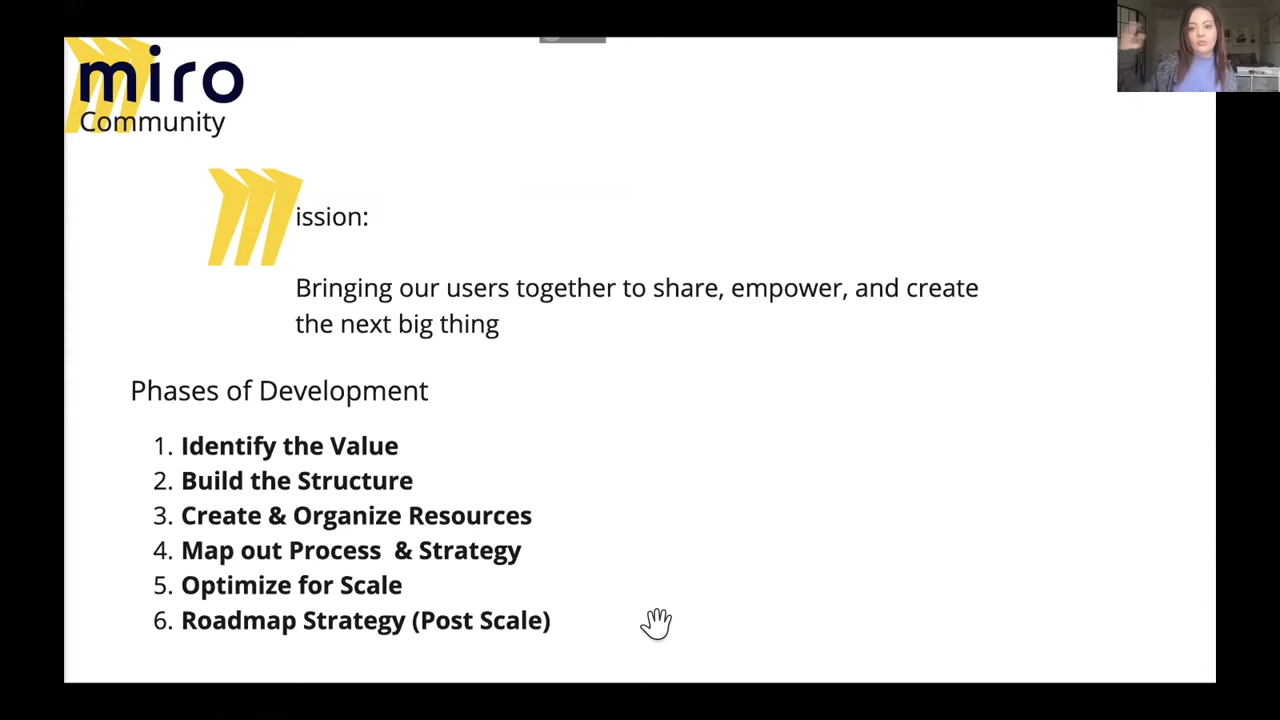 miro
Community
ission:
Bringing our users together to share, empower, and create
the next big thing
Phases of Development
1. Identify the Value
2. Build the Structure
3. Create & Organize Resources
4. Map out Process & Strategy
5. Optimize for Scale
6. Roadmap Strategy (Post Scale)